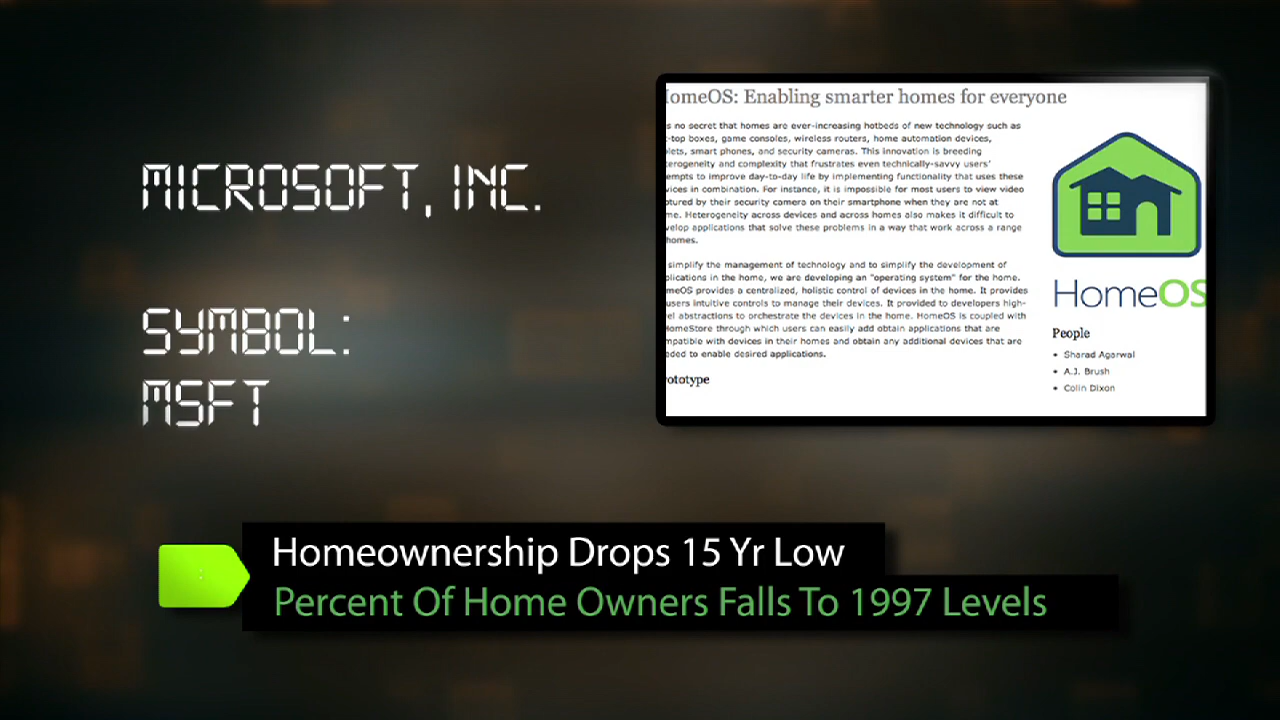 MICROSOFT, INC.
SYMBOL:
MSFT
omeOS: Enabling smarter homes for everyone
s no secret that homes are ever-increasing hotbeds of new technology such as
-top boxes, game consoles, wireless routers, home automation devices,
lets, smart phones, and security cameras. This innovation is breeding
erogeneity and complexity that frustrates even technically-savvy users'
empts to improve day-to-day life by implementing functionality that uses these
vices in combination. For instance, it is impossible for most users to view video
ptured by their security camera on their smartphone when they are not at
me. Heterogeneity across devices and across homes also makes it difficult to
velop applications that solve these problems in a way that work across a range
homes.
simplify the management of technology and to simplify the development of
plications in the home, we are developing an "operating system" for the home.
meOS provides a centralized, holistic control of devices in the home. It provides
users intuitive controls to manage their devices. It provided to developers high-
el abstractions to orchestrate the devices in the home. HomeOS is coupled with
HomeStore through which users can easily add obtain applications that are
mpatible with devices in their homes and obtain any additional devices that are
eded to enable desired applications.
ototype
HomeOS
People
• Sharad Agarwal
• A.J. Brush
• Colin Dixon
Homeownership Drops 15 Yr Low
Percent Of Home Owners Falls To 1997 Levels